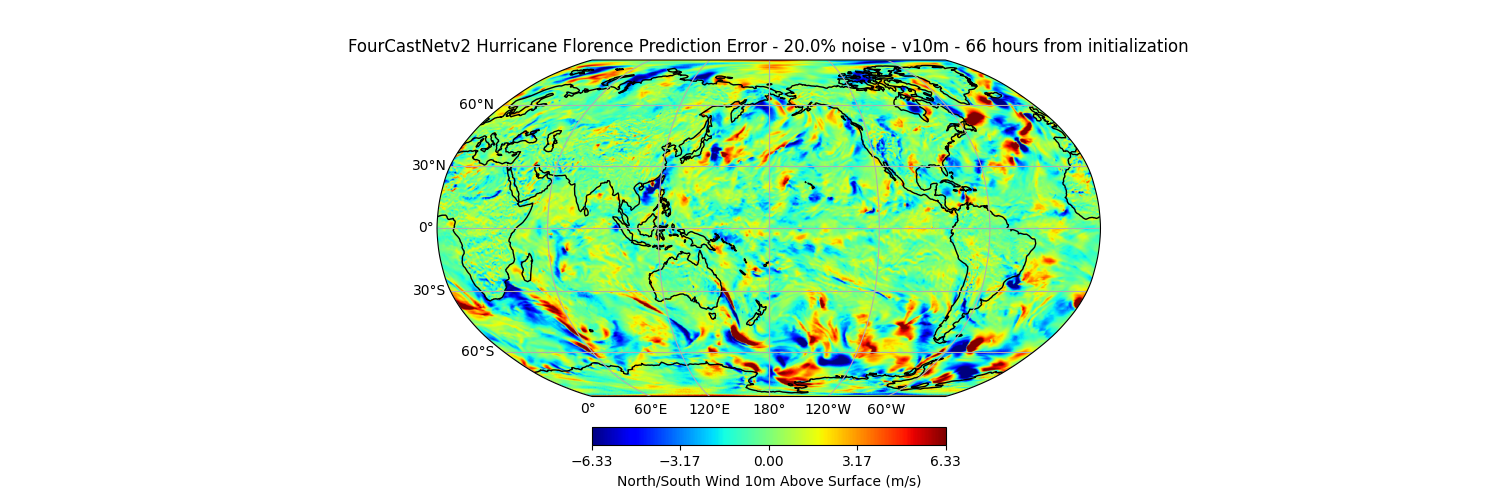 FourCastNetv2 Hurricane Florence Prediction Error - 20.0% noise - v10m - 66 hours from initialization
60°N
30°N
0°
30°S
60°S
0° 60°E 120°E 180° 120°W 60°W
−6.33 −3.17 0.00 3.17 6.33
North/South Wind 10m Above Surface (m/s)